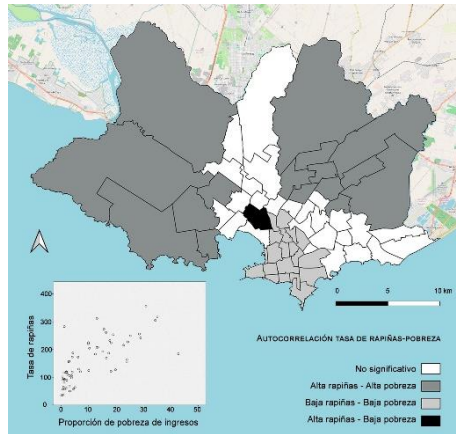 0 5 10 km
AUTOCORRELACIÓN TASA DE RAPIÑAS-POBREZA
No significativo
Alta rapiñas - Alta pobreza
Baja rapiñas - Baja pobreza
Alta rapiñas - Baja pobreza
Tasa de rapiñas
400
300
200
100
0
0 10 20 30 40 50
Proporción de pobreza de ingresos